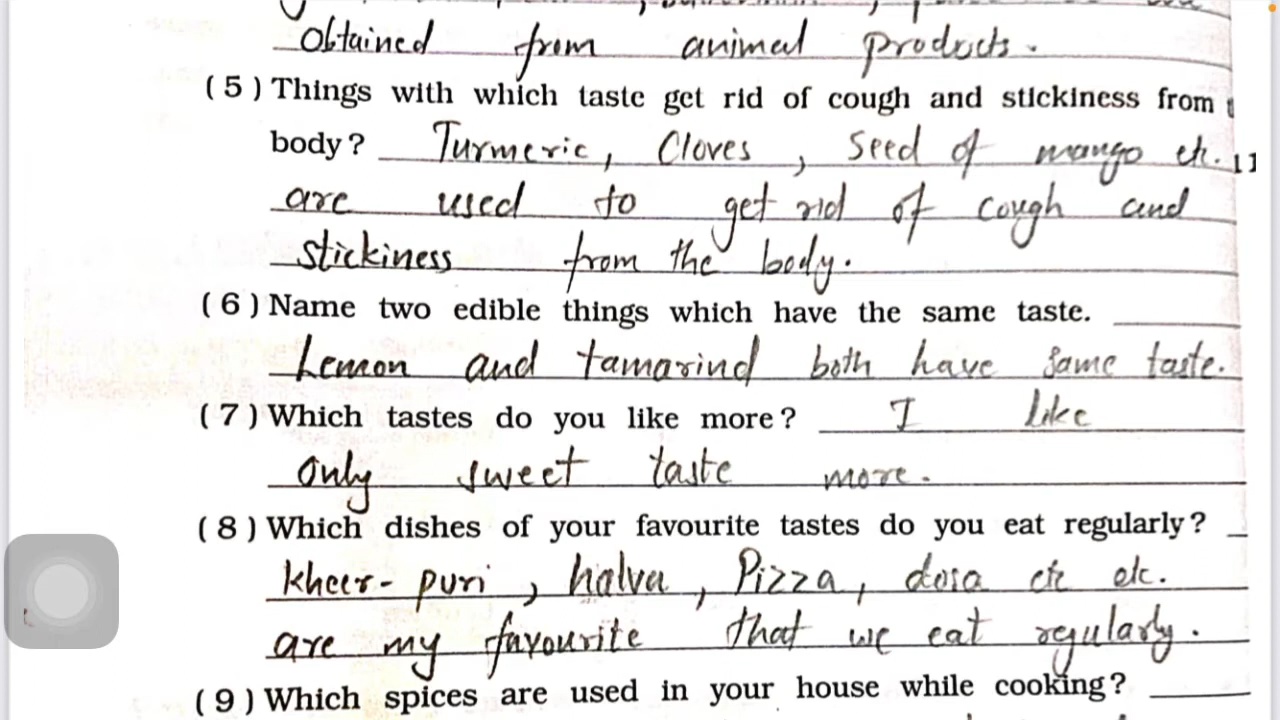 obtained from animal products.
(5) Things with which taste get rid of cough and stickiness from
body? Turmeric, Cloves, Seed of mango etc.
are used to get rid of cough and
stickiness from the body.
(6) Name two edible things which have the same taste.
Lemon and tamarind both have same taste.
(7) Which tastes do you like more? I like
only sweet taste more.
(8) Which dishes of your favourite tastes do you eat regularly?
kheer-puri, halva, Pizza, dosa etc etc.
are my favourite that we eat regularly.
(9) Which spices are used in your house while cooking?